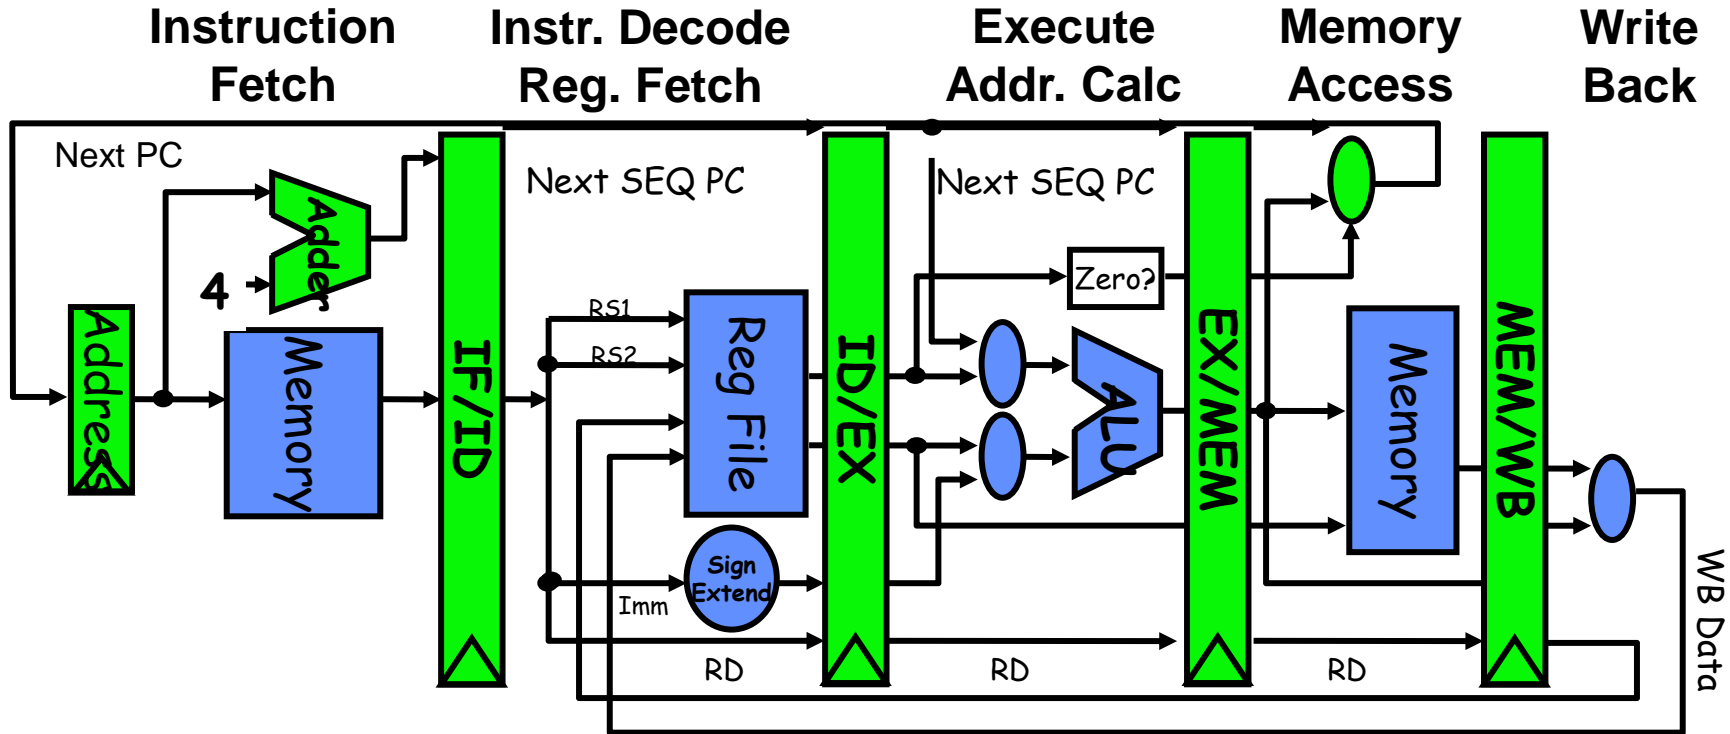 Instruction
Fetch
Instr. Decode
Reg. Fetch
Execute
Addr. Calc
Memory
Access
Write
Back
Next PC
Next SEQ PC
Next SEQ PC
Adder
4
Zero?
Address
Memory
IF/ID
RS1
RS2
Reg File
ID/EX
ALU
EX/MEM
Memory
MEM/WB
Sign
Extend
Imm
RD
RD
RD
WB Data